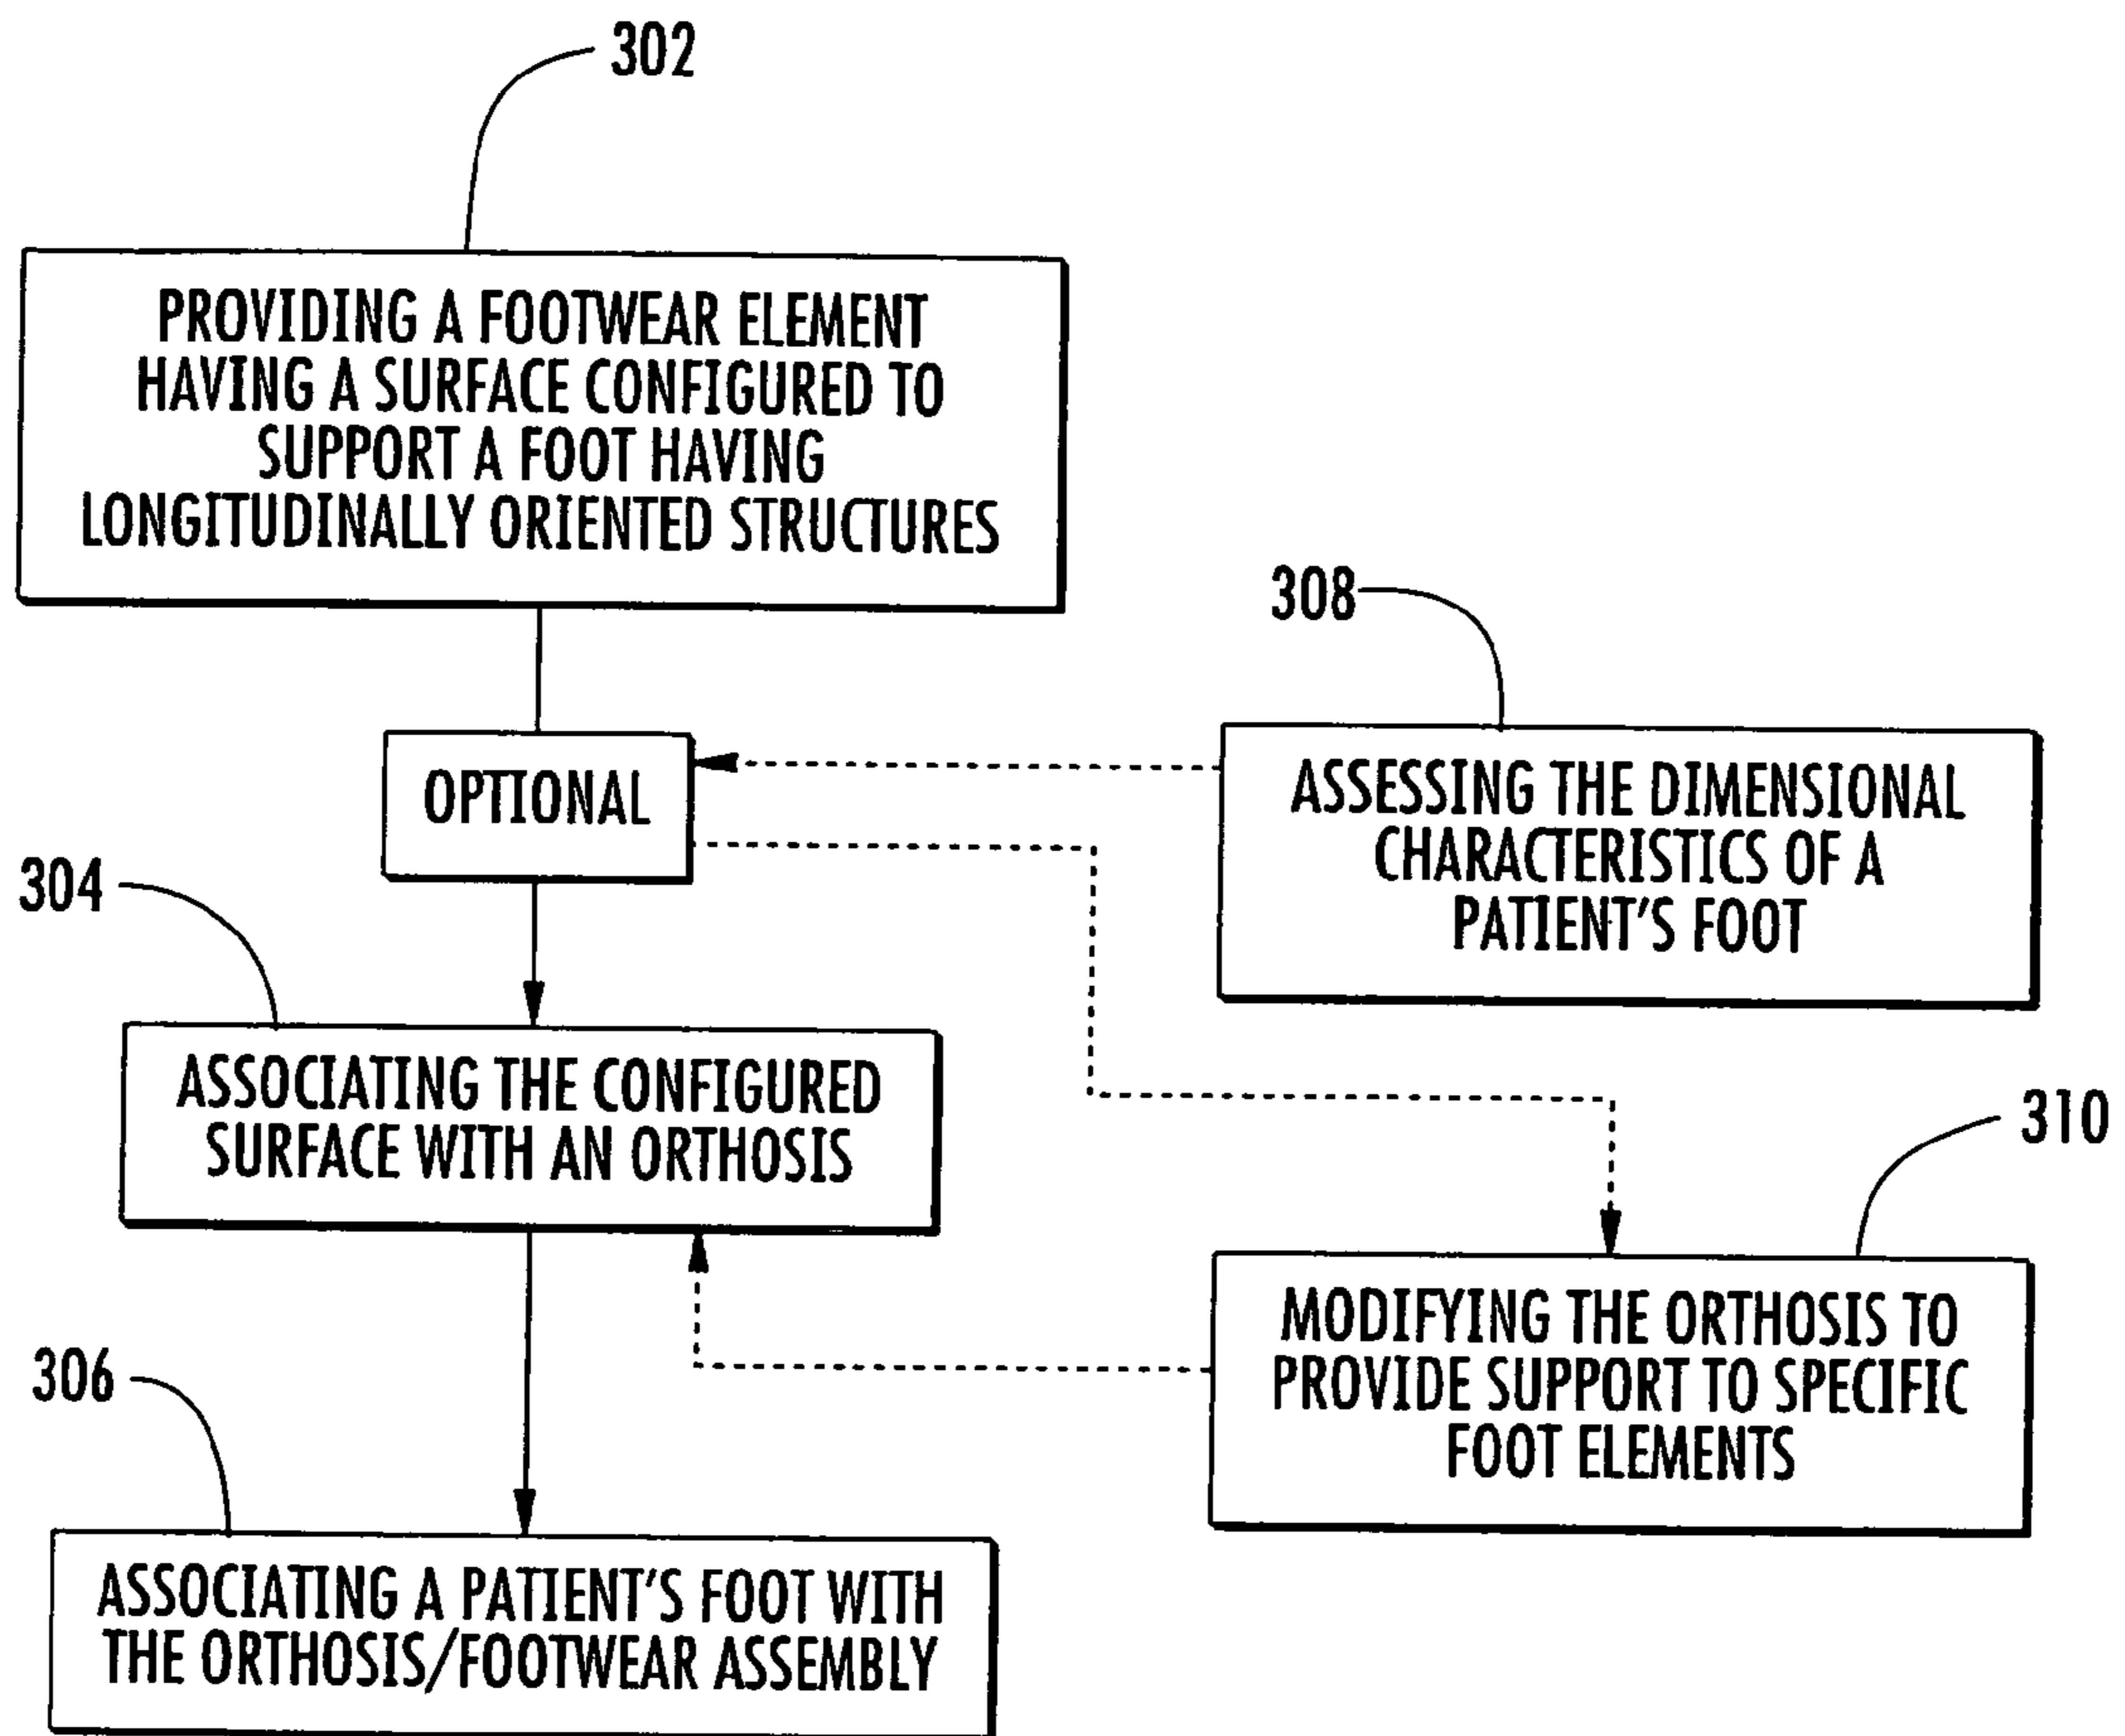 302
PROVIDING A FOOTWEAR ELEMENT
HAVING A SURFACE CONFIGURED TO
SUPPORT A FOOT HAVING
LONGITUDINALLY ORIENTED STRUCTURES
308
OPTIONAL
ASSESSING THE DIMENSIONAL
CHARACTERISTICS OF A
PATIENT'S FOOT
304
ASSOCIATING THE CONFIGURED
SURFACE WITH AN ORTHOSIS
310
MODIFYING THE ORTHOSIS TO
PROVIDE SUPPORT TO SPECIFIC
FOOT ELEMENTS
306
ASSOCIATING A PATIENT'S FOOT WITH
THE ORTHOSIS/FOOTWEAR ASSEMBLY